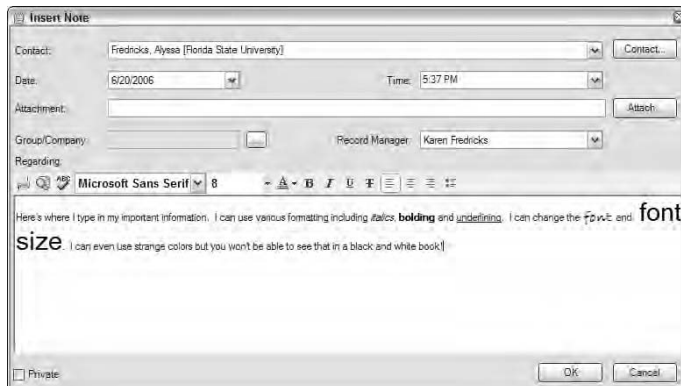 Insert Note
Contact: Fredricks, Alyssa [Florida State University] Contact...
Date: 6/20/2006 Time: 5:37 PM
Attachment: Attach...
Group/Company ... Record Manager Karen Fredricks
Regarding
ABC Microsoft Sans Serif 8 A B I U T
Here's where I type in my important information. I can use various formatting including italics, bolding and underlining. I can change the font and font
size. I can even use strange colors but you won't be able to see that in a black and white book!
Private OK Cancel